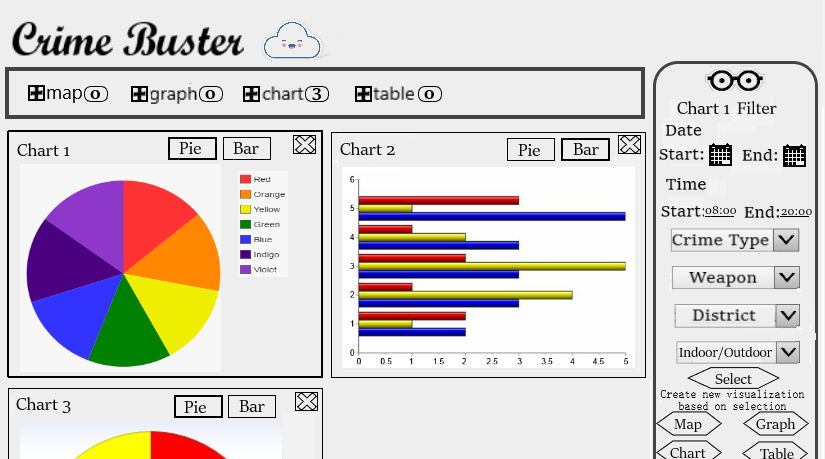 Crime Buster
map 0 graph 0 chart 3 table 0
Chart 1 Pie Bar
Red
Orange
Yellow
Green
Blue
Indigo
Violet
Chart 2 Pie Bar
6
5
4
3
2
1
0
0 0.5 1 1.5 2 2.5 3 3.5 4 4.5 5
Chart 3 Pie Bar
Chart 1 Filter
Date
Start: End:
Time
Start:08:00 End:20:00
Crime Type
Weapon
District
Indoor/Outdoor
Select
Create new visualization
based on selection
Map Graph
Chart Table